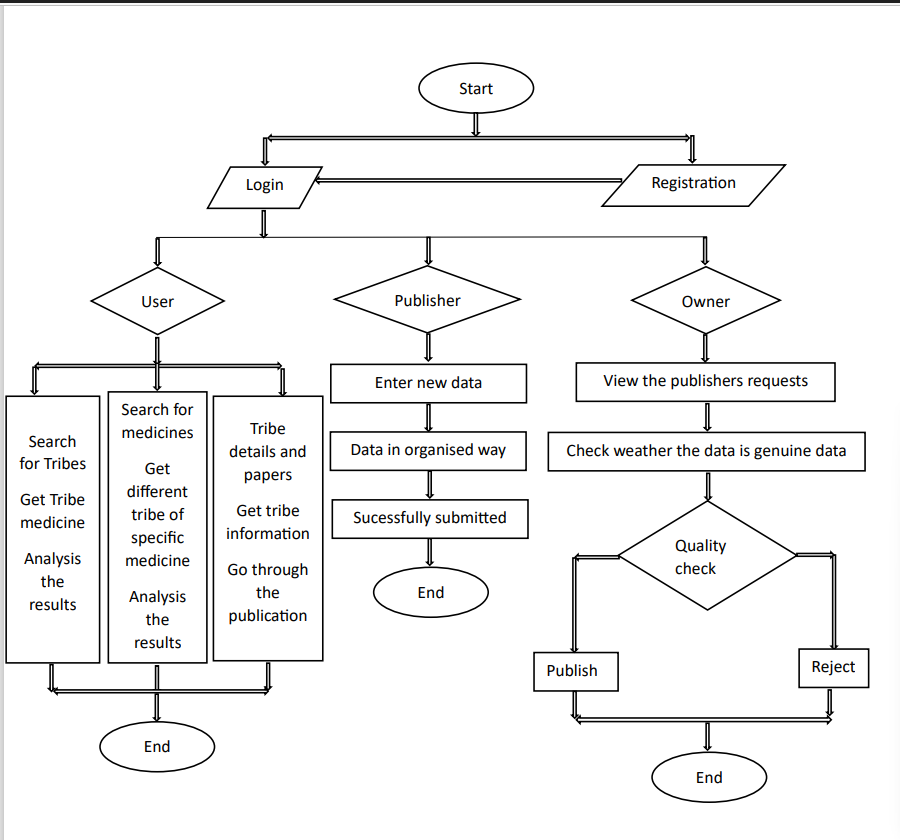 Start
Login
Registration
User
Publisher
Owner
Search
for Tribes
Get Tribe
medicine
Analysis
the
results
Search for
medicines
Get
different
tribe of
specific
medicine
Analysis
the
results
Tribe
details and
papers
Get tribe
information
Go through
the
publication
End
Enter new data
Data in organised way
Sucessfully submitted
End
View the publishers requests
Check weather the data is genuine data
Quality
check
Publish
Reject
End